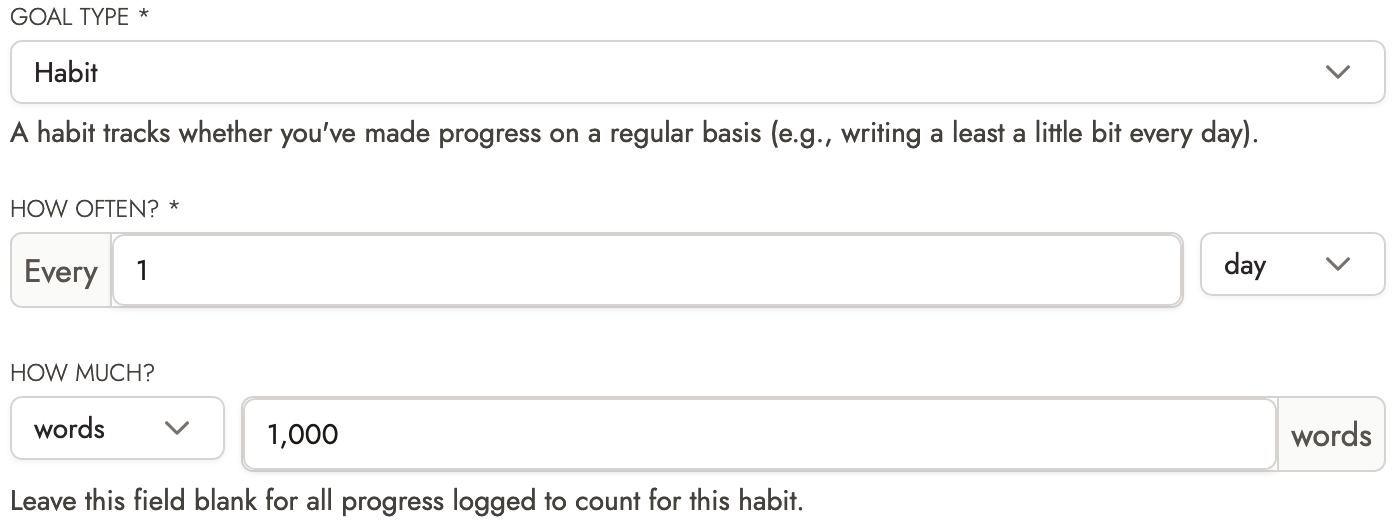 GOAL TYPE *
Habit
A habit tracks whether you've made progress on a regular basis (e.g., writing a least a little bit every day).
HOW OFTEN? *
Every 1 day
HOW MUCH?
words 1,000 words
Leave this field blank for all progress logged to count for this habit.